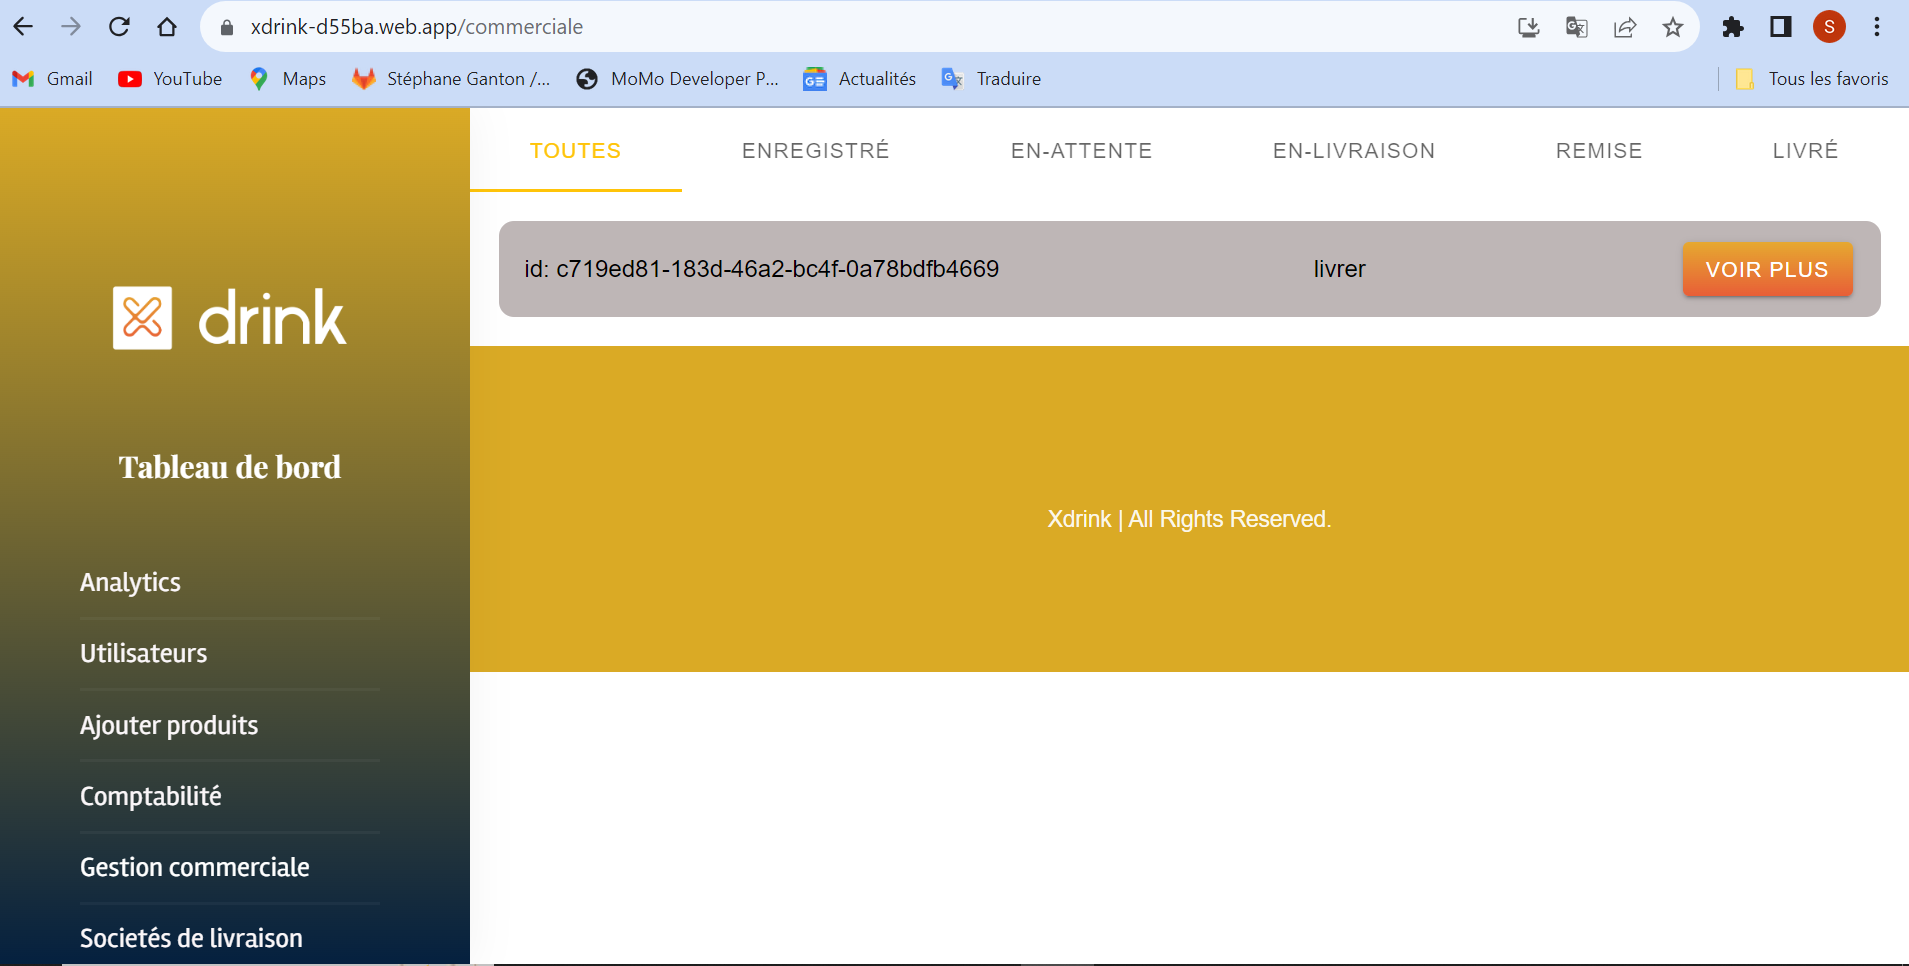 xdrink-d55ba.web.app/commerciale
S
Gmail YouTube Maps Stéphane Ganton /... MoMo Developer P... Actualités Traduire Tous les favoris
drink
Tableau de bord
Analytics
Utilisateurs
Ajouter produits
Comptabilité
Gestion commerciale
Societés de livraison
TOUTES ENREGISTRÉ EN-ATTENTE EN-LIVRAISON REMISE LIVRÉ
id: c719ed81-183d-46a2-bc4f-0a78bdfb4669 livrer VOIR PLUS
Xdrink | All Rights Reserved.